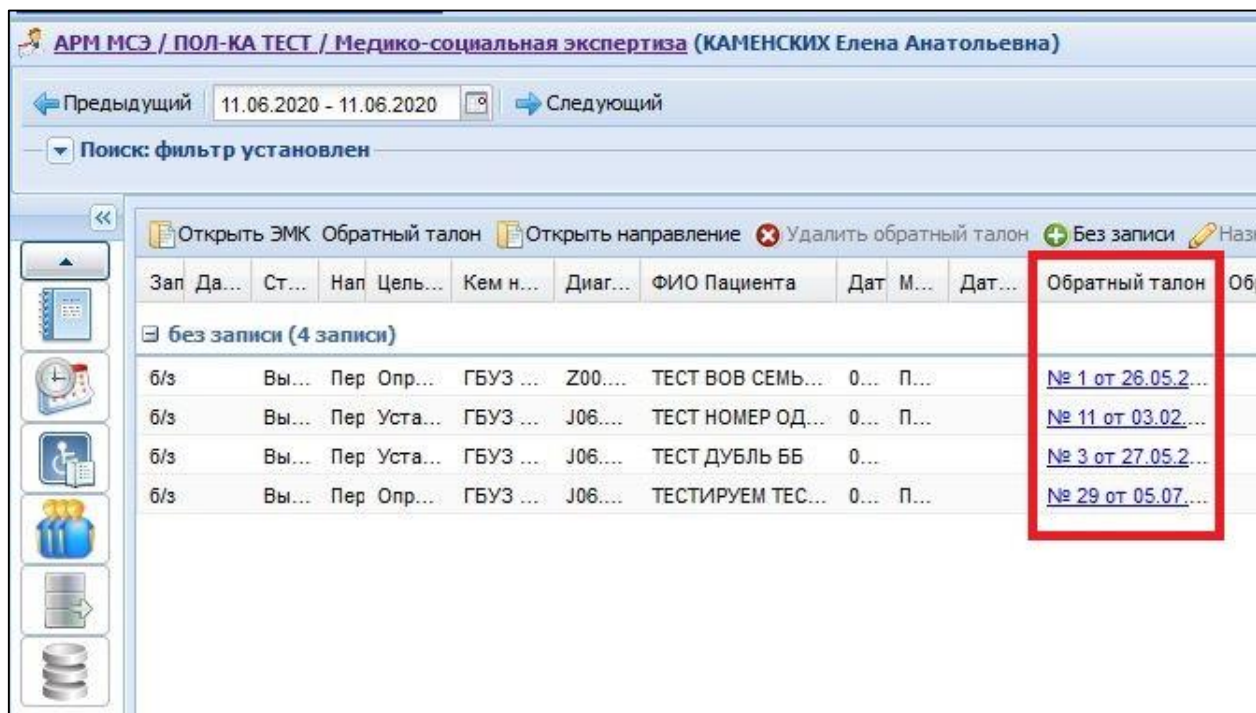 АРМ МСЭ / ПОЛ-КА ТЕСТ / Медико-социальная экспертиза (КАМЕНСКИХ Елена Анатольевна)
Предыдущий 11.06.2020 - 11.06.2020 Следующий
Поиск: фильтр установлен
Открыть ЭМК Обратный талон Открыть направление Удалить обратный талон Без записиНаз
Зап Да... Ст... Нап Цель... Кем н... Диаг... ФИО Пациента Дат М... Дат... Обратный талон Об
без записи (4 записи)
б/з Вы... Пер Опр... ГБУЗ ... Z00.... ТЕСТ ВОВ СЕМЬ... 0... П... № 1 от 26.05.2...
б/з Вы... Пер Уста... ГБУЗ ... J06.... ТЕСТ НОМЕР ОД... 0... П... № 11 от 03.02....
б/з Вы... Пер Уста... ГБУЗ ... J06.... ТЕСТ ДУБЛЬ ББ 0... № 3 от 27.05.2...
б/з Вы... Пер Опр... ГБУЗ ... J06.... ТЕСТИРУЕМ ТЕС... 0... П... № 29 от 05.07....